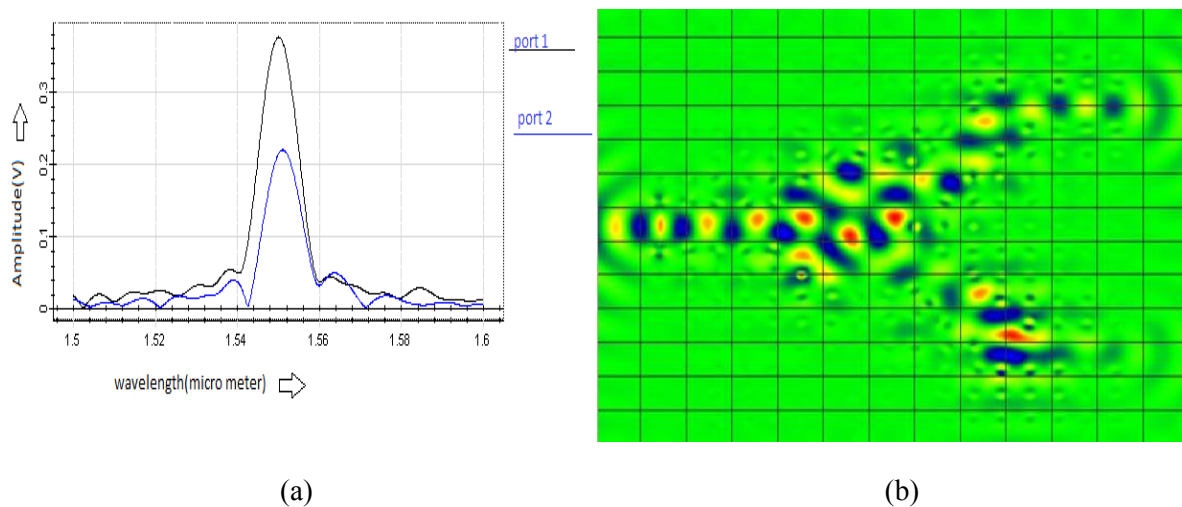 port 1
port 2
Amplitude(V)
0.3
0.2
0.1
0
1.5
1.52
1.54
1.56
1.58
1.6
wavelength(micro meter)
(a)
(b)